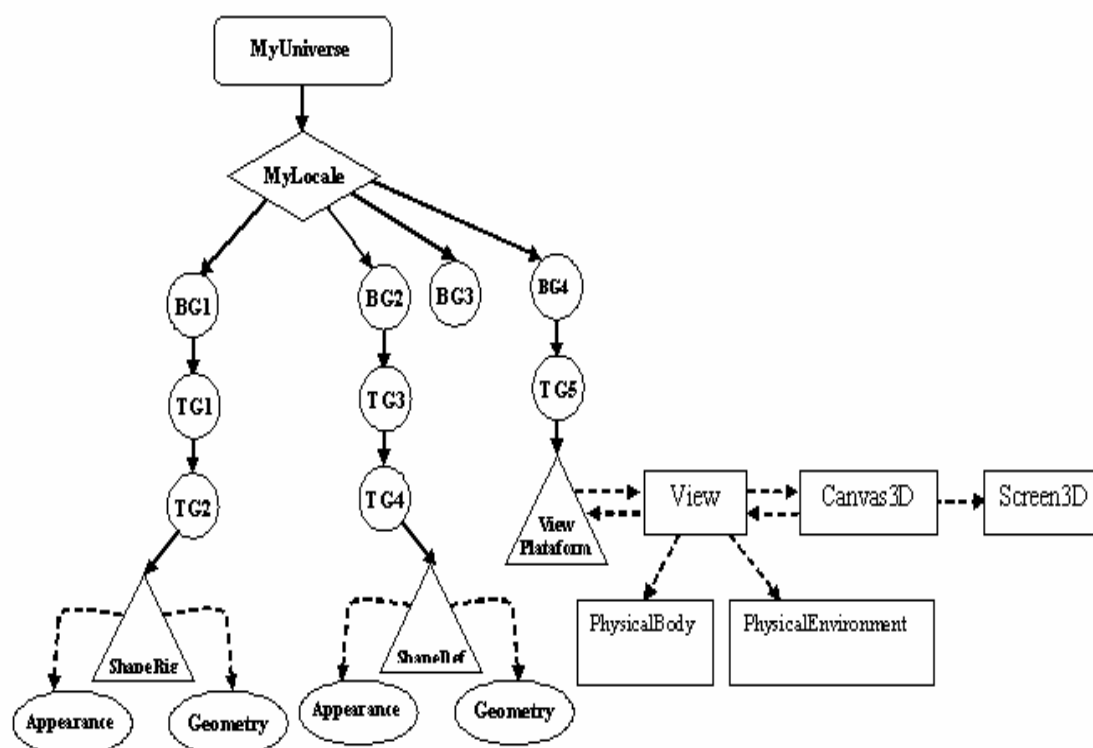 MyUniverse
MyLocale
BG1
BG2
BG3
BG4
TG1
TG3
TG5
TG2
TG4
View
Plataform
View
Canvas3D
Screen3D
PhysicalBody
PhysicalEnvironment
ShapeRig
ShapeDef
Appearance
Geometry
Appearance
Geometry